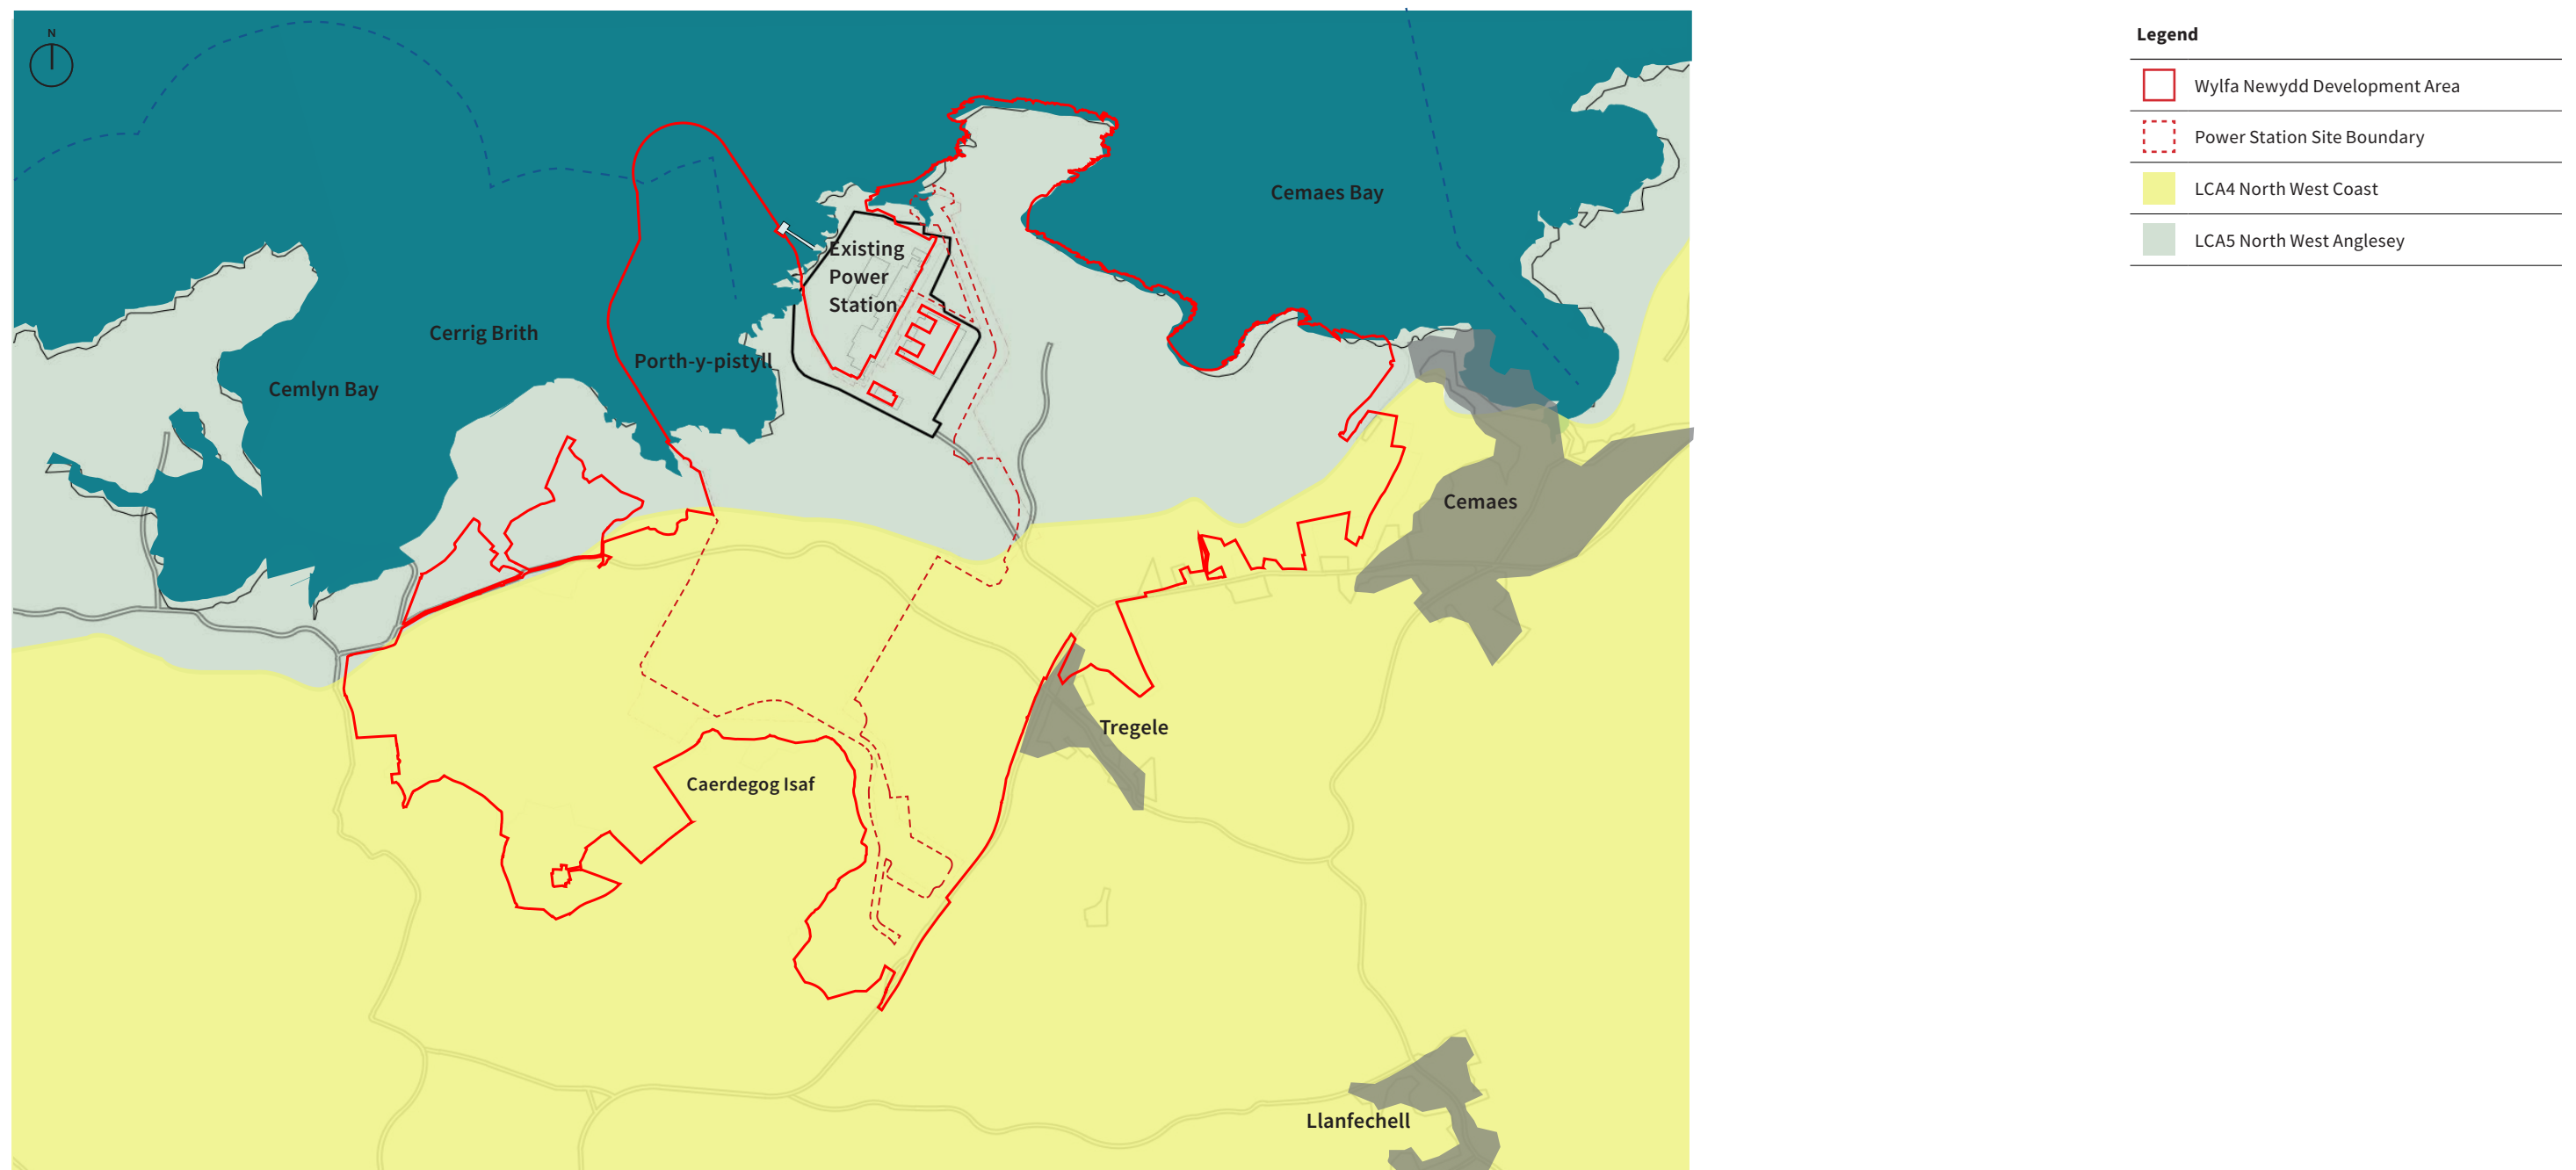 N
Cemaes Bay
Existing
Power
Station
Cerrig Brith
Porth-y-pistyll
Cemlyn Bay
Cemaes
Tregele
Caerdegog Isaf
Llanfechell
Legend
Wylfa Newydd Development Area
Power Station Site Boundary
LCA4 North West Coast
LCA5 North West Anglesey